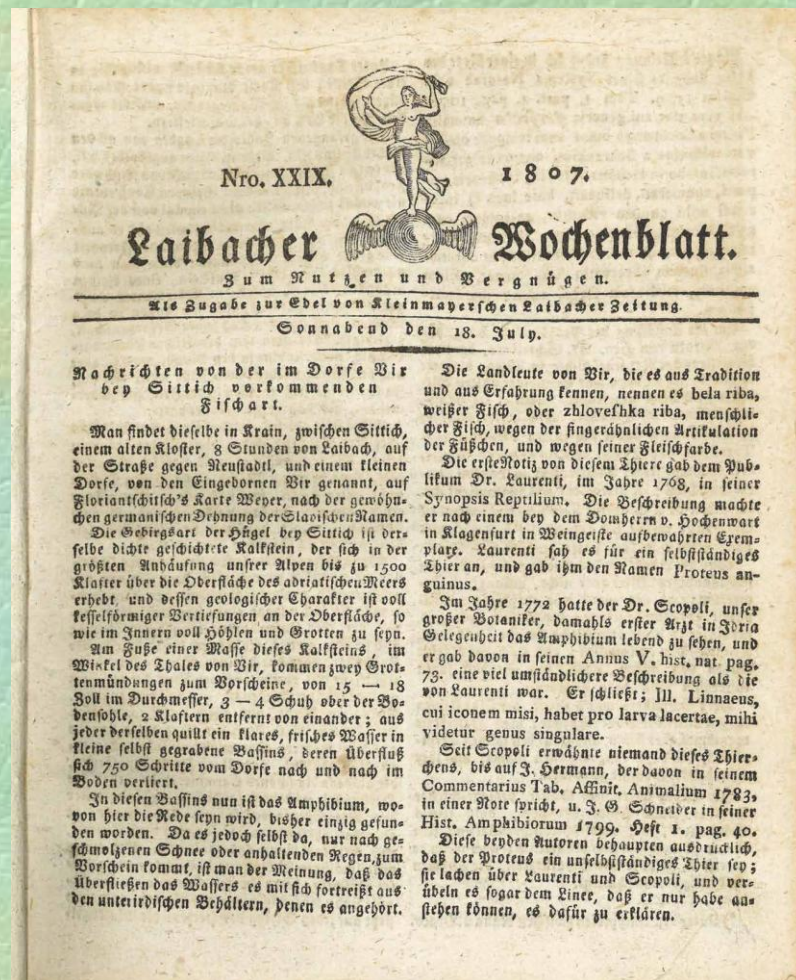 Nro. XXIX.
1807.
Laibacher Wochenblatt.
Zum Nutzen und Vergnügen.
Als Zugabe zur Edel von Kleinmayerschen Laibacher Zeitung.
Sonnabend den 18. July.
Nachrichten von der im Dorfe Vir
bey Sittich vorkommenden
Fischart.
Man findet dieselbe in Krain, zwischen Sittich,
einem alten Kloster, 8 Stunden von Laibach, auf
der Straße gegen Neustadtl, und einem kleinen
Dorfe, von den Eingebornen Vir genannt, auf
Floriantschitsch's Karte Weyer, nach der gewöhn-
chen germanischen Dehnung der Slavischen Namen.
Die Gebirgsart der Hügel bey Sittich ist der-
selbe dichte geschichtete Kalkstein, der sich in der
größten Anhäufung unsrer Alpen bis zu 1500
Klafter über die Oberfläche des adriatischen Meers
erhebt, und dessen geologischer Charakter ist voll
kesselförmiger Vertiefungen an der Oberfläche, so
wie im Innern voll Höhlen und Grotten zu seyn.
Am Fuße einer Masse dieses Kalksteins, im
Winkel des Thales von Vir, kommen zwey Grot-
tenmündungen zum Vorscheine, von 15 — 18
Zoll im Durchmesser, 3 — 4 Schuh ober der Bo-
densohle, 2 Klaftern entfernt von einander; aus
jeder derselben quillt ein klares, frisches Wasser in
kleine selbst gegrabene Bassins, deren Überfluß
sich 750 Schritte vom Dorfe nach und nach im
Boden verliert.
In diesen Bassins nun ist das Amphibium, wo-
von hier die Rede seyn wird, bisher einzig gefun-
den worden. Da es jedoch selbst da, nur nach ge-
schmolzenen Schnee oder anhaltenden Regen, zum
Vorschein kommt, ist man der Meinung, daß das
Überfließen das Wassers es mit sich fortreißt aus
den unterirdischen Behältern, denen es angehört.
Die Landleute von Vir, die es aus Tradition
und aus Erfahrung kennen, nennen es bela riba,
weißer Fisch, oder zhloveshka riba, menschli-
cher Fisch, wegen der fingerähnlichen Artikulation
der Füßchen, und wegen seiner Fleischfarbe.
Die erste Notiz von diesem Thiere gab dem Pub-
likum Dr. Laurenti, im Jahre 1768, in seiner
Synopsis Reptilium. Die Beschreibung machte
er nach einem bey dem Domherrn v. Hochenwart
in Klagenfurt in Weingeiste aufbewahrten Exem-
plare. Laurenti sah es für ein selbstständiges
Thier an, und gab ihm den Namen Proteus an-
guinus.
Im Jahre 1772 hatte der Dr. Scopoli, unser
großer Botaniker, damahls erster Arzt in Idria
Gelegenheit das Amphibium lebend zu sehen, und
er gab davon in seinen Annus V. hist. nat. pag.
73. eine viel umständlichere Beschreibung als die
von Laurenti war. Er schließt; Ill. Linnaeus,
cui iconem misi, habet pro larva lacertae, mihi
videtur genus singulare.
Seit Scopoli erwähnte niemand dieses Thier-
chens, bis auf J. Hermann, der davon in seinem
Commentarius Tab. Affinit. Animalium 1783,
in einer Note spricht, u. J. G. Schneider in seiner
Hist. Amphibiorum 1799. Heft 1. pag. 40.
Diese beyden Autoren behaupten ausdrücklich,
daß der Proteus ein unselbstständiges Thier sey;
sie lachen über Laurenti und Scopoli, und ver-
übeln es sogar dem Linee, daß er nur habe an-
stehen können, es dafür zu erklären.